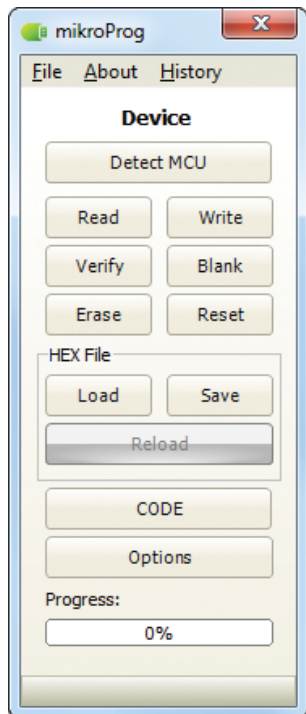 mikroProg
File About History
Device
Detect MCU
Read Write
Verify Blank
Erase Reset
HEX File
Load Save
Reload
CODE
Options
Progress:
0%